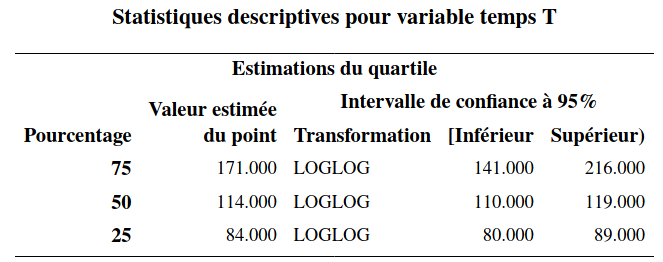 Statistiques descriptives pour variable temps T
Estimations du quartile
Intervalle de confiance à 95%
Valeur estimée
Pourcentage du point Transformation [Inférieur Supérieur)
75 171.000 LOGLOG 141.000 216.000
50 114.000 LOGLOG 110.000 119.000
25 84.000 LOGLOG 80.000 89.000